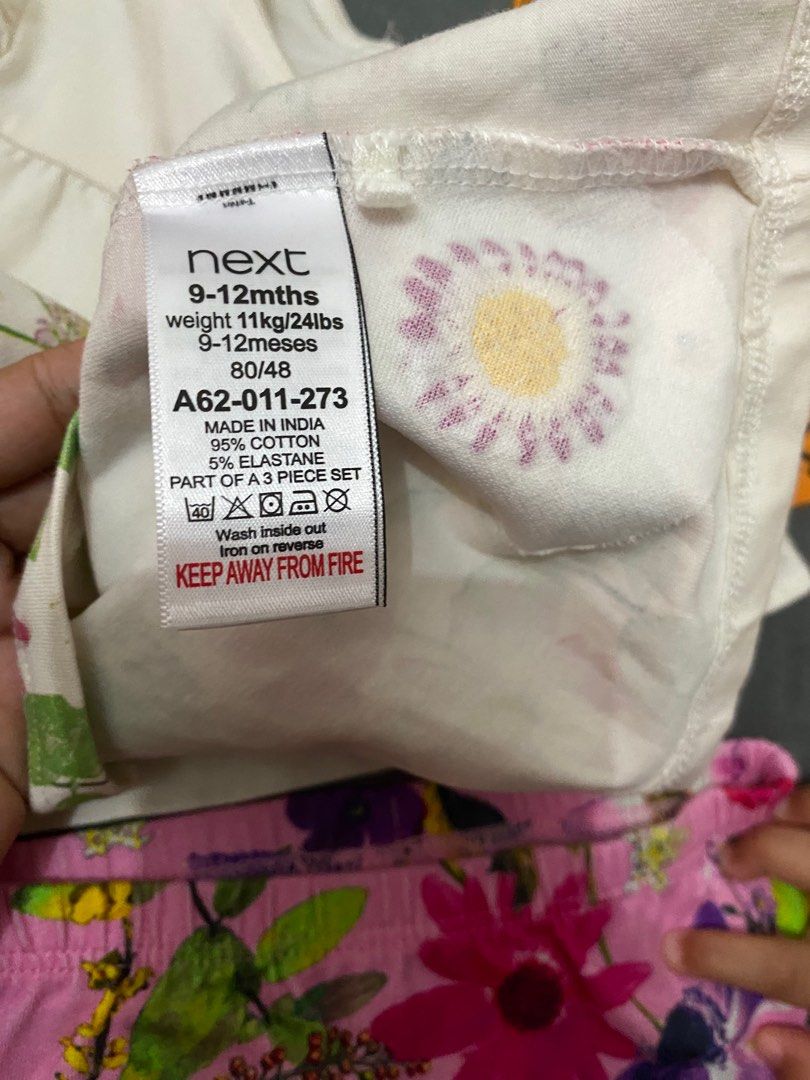 next
9-12mths
weight 11kg/24lbs
9-12meses
80/48
A62-011-273
MADE IN INDIA
95% COTTON
5% ELASTANE
PART OF A 3 PIECE SET
40
Wash inside out
Iron on reverse
KEEP AWAY FROM FIRE